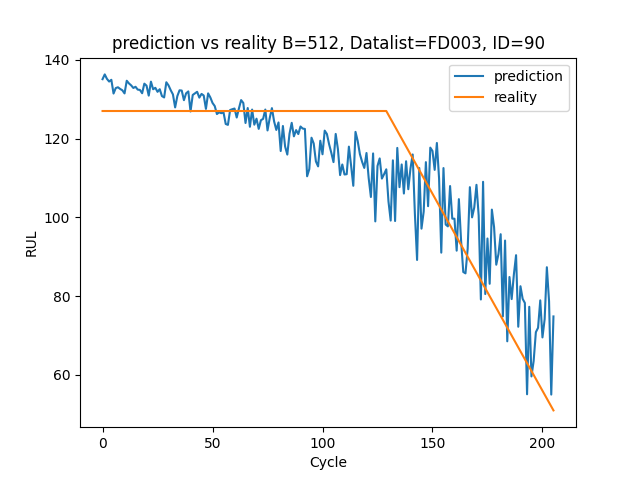 prediction vs reality B=512, Datalist=FD003, ID=90
prediction
reality
140
120
100
80
60
RUL
0
50
100
150
200
Cycle